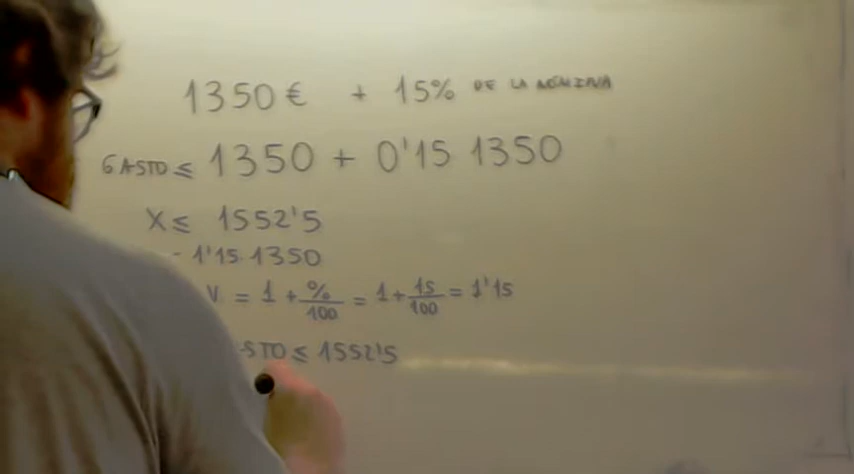 1350 € + 15% DE LA NÓMINA
GASTO ≤ 1350 + 0'15 1350
X ≤ 1552'5
- 1'15 1350
V = 1 + %/100 = 1 + 15/100 = 1'15
STO ≤ 1552'5